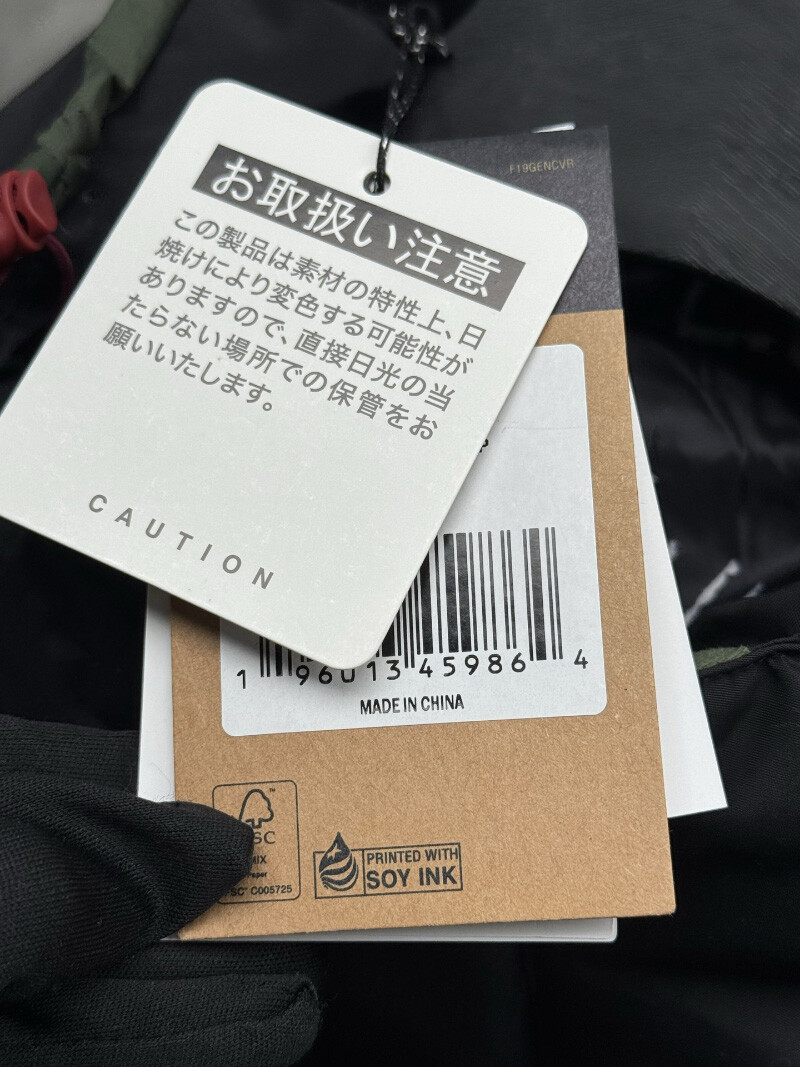 お取扱い注意
この製品は素材の特性上、日
焼けにより変色する可能性が
ありますので、直接日光の当
たらない場所での保管をお
願いいたします。
CAUTION
F19GENCVR
1 96013 45986 4
MADE IN CHINA
MIX
Paper
C005725
PRINTED WITH
SOY INK